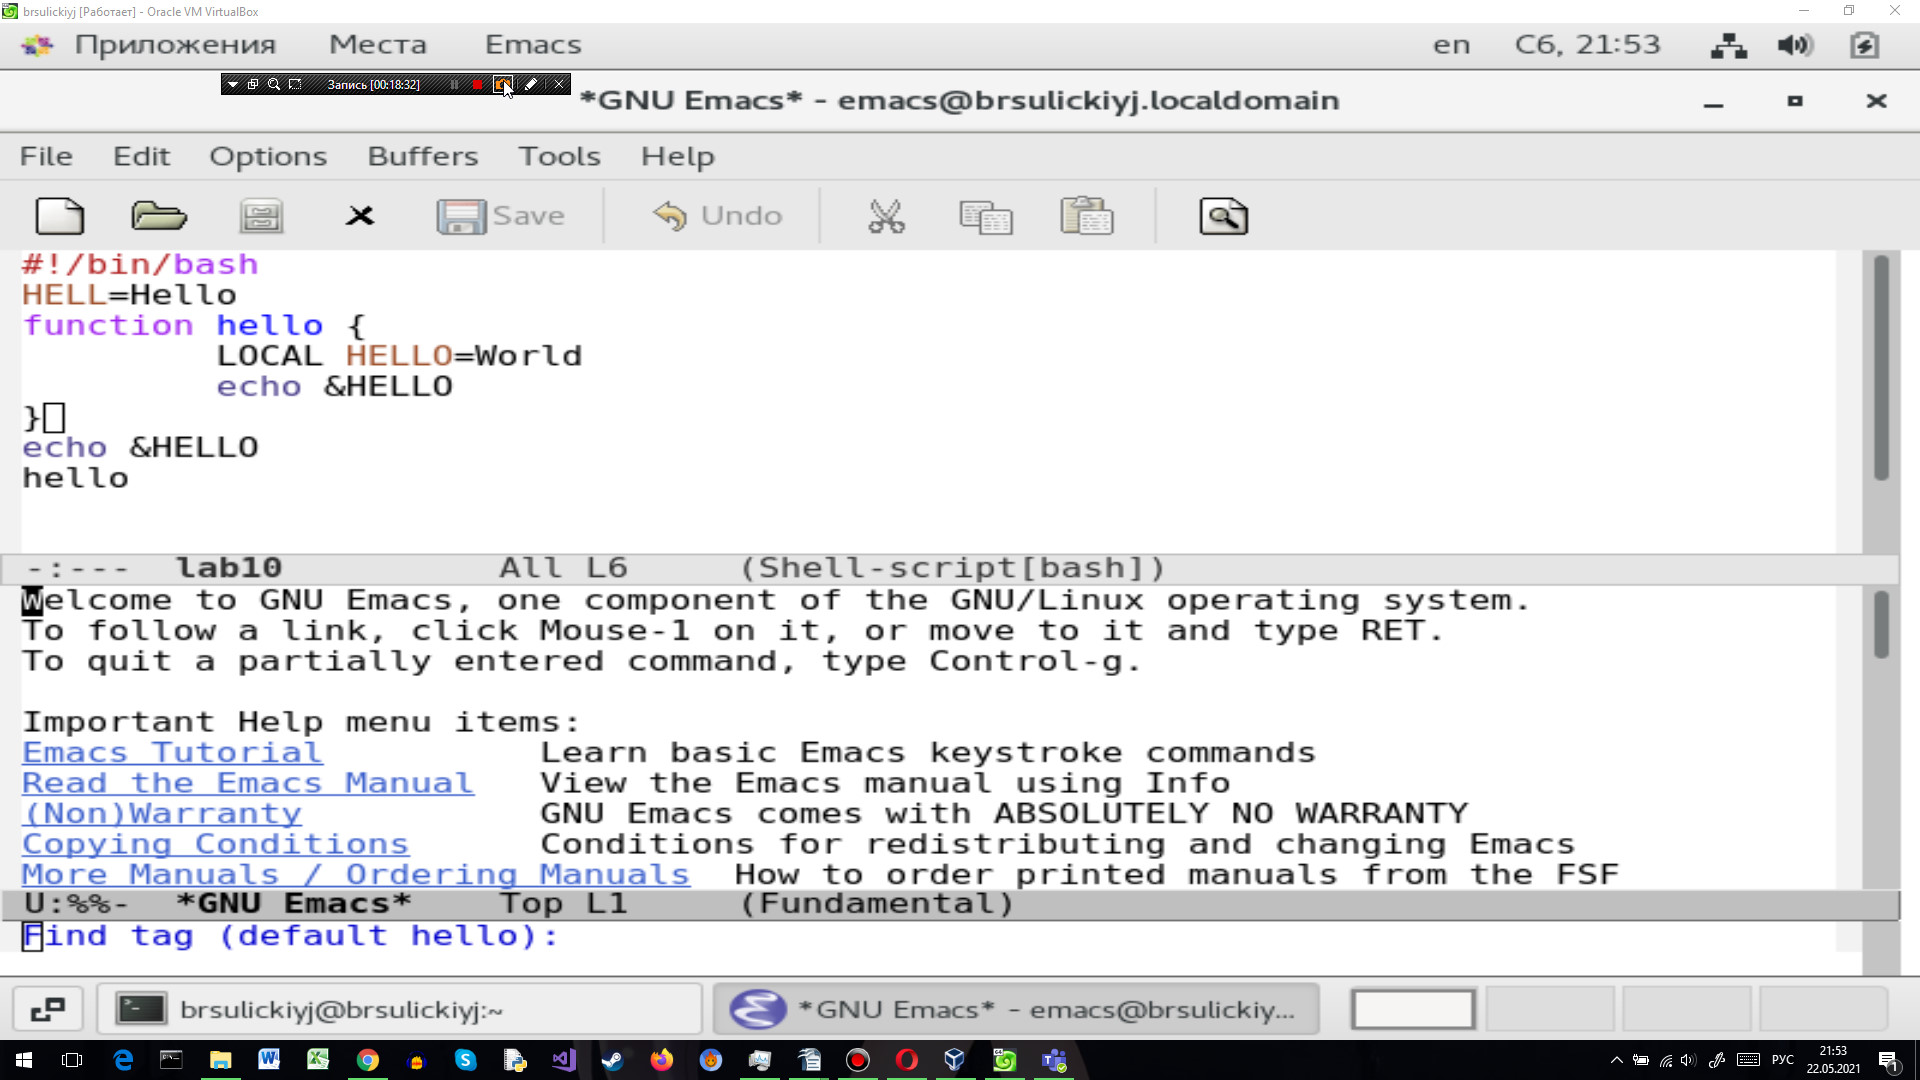 brsulickiyj [Работает] - Oracle VM VirtualBox
Приложения Места Emacs en Сб, 21:53
Запись [00:18:32]
*GNU Emacs* - emacs@brsulickiyj.localdomain
File Edit Options Buffers Tools Help
Save Undo
#!/bin/bash
HELL=Hello
function hello {
LOCAL HELLO=World
echo &HELLO
}
echo &HELLO
hello
-:--- lab10 All L6 (Shell-script[bash])
Welcome to GNU Emacs, one component of the GNU/Linux operating system.
To follow a link, click Mouse-1 on it, or move to it and type RET.
To quit a partially entered command, type Control-g.
Important Help menu items:
Emacs Tutorial Learn basic Emacs keystroke commands
Read the Emacs Manual View the Emacs manual using Info
(Non)Warranty GNU Emacs comes with ABSOLUTELY NO WARRANTY
Copying Conditions Conditions for redistributing and changing Emacs
More Manuals / Ordering Manuals How to order printed manuals from the FSF
U:%%- *GNU Emacs* Top L1 (Fundamental)
Find tag (default hello):
brsulickiyj@brsulickiyj:~ *GNU Emacs* - emacs@brsulickiy...
РУС 21:53
22.05.2021 1